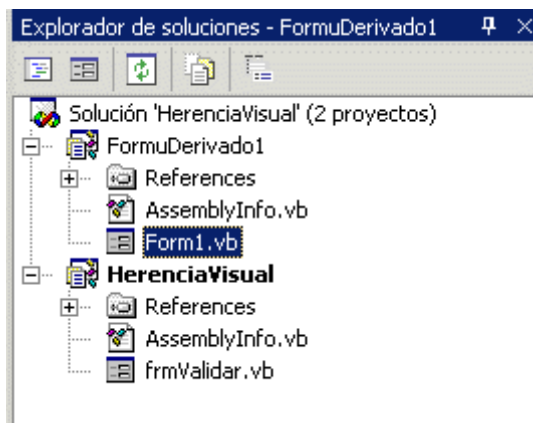 Explorador de soluciones - FormuDerivado1
Solución 'HerenciaVisual' (2 proyectos)
FormuDerivado1
References
AssemblyInfo.vb
Form1.vb
HerenciaVisual
References
AssemblyInfo.vb
frmValidar.vb